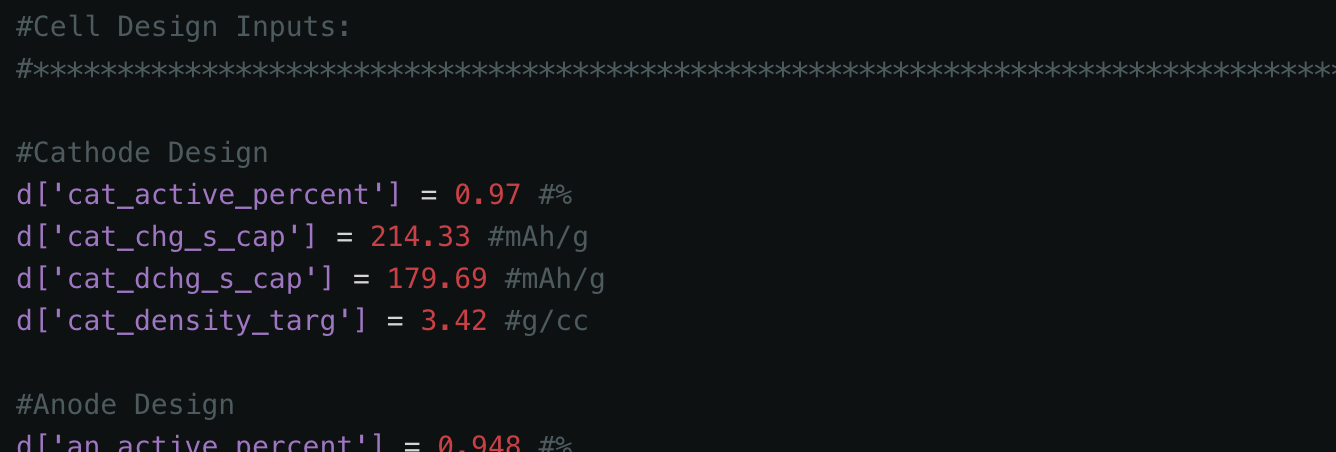 #Cell Design Inputs:
#******************************************************************************
#Cathode Design
d['cat_active_percent'] = 0.97 #%
d['cat_chg_s_cap'] = 214.33 #mAh/g
d['cat_dchg_s_cap'] = 179.69 #mAh/g
d['cat_density_targ'] = 3.42 #g/cc
#Anode Design
d['an_active_percent'] = 0.948 #%